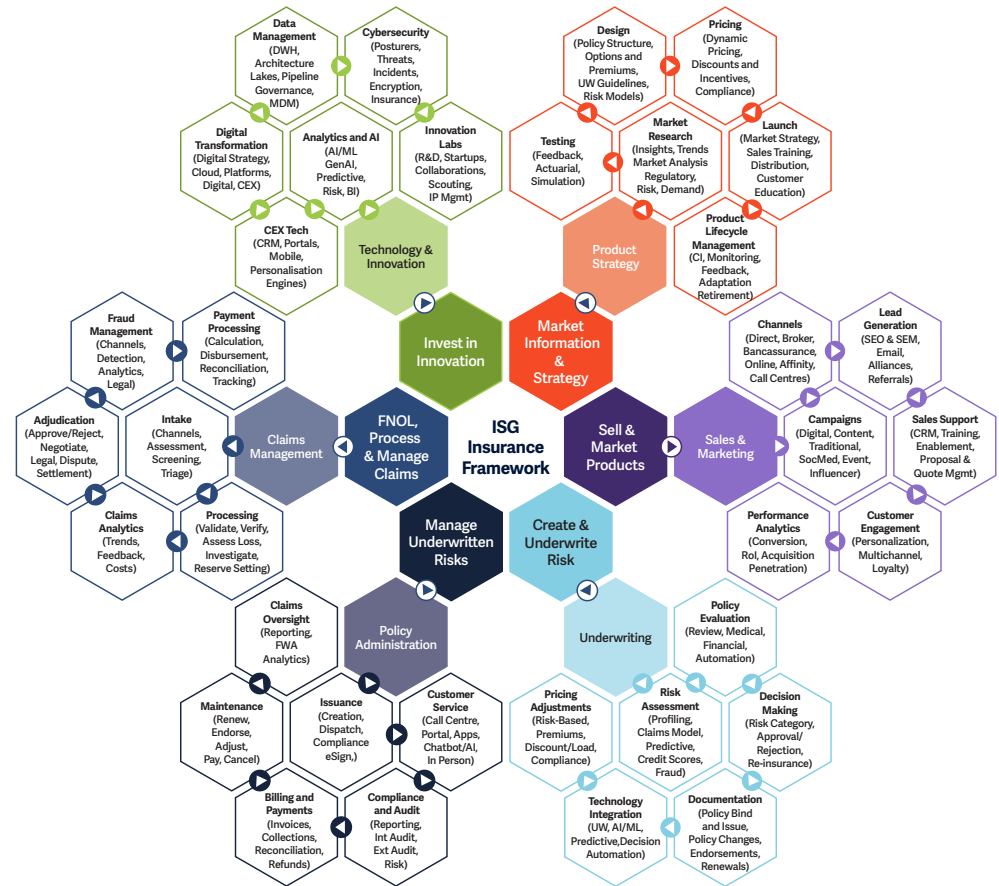 Data
Management
(DWH,
Architecture
Lakes, Pipeline
Governance,
MDM)
Cybersecurity
(Posturers,
Threats,
Incidents,
Encryption,
Insurance)
Digital
Transformation
(Digital Strategy,
Cloud, Platforms,
Digital, CEX)
Analytics and AI
(AI/ML
GenAI,
Predictive,
Risk, BI)
Innovation
Labs
(R&D, Startups,
Collaborations,
Scouting,
IP Mgmt)
CEX Tech
(CRM, Portals,
Mobile,
Personalisation
Engines)
Technology &
Innovation
Invest in
Innovation
Design
(Policy Structure,
Options and
Premiums,
UW Guidelines,
Risk Models)
Pricing
(Dynamic
Pricing,
Discounts and
Incentives,
Compliance)
Testing
(Feedback,
Actuarial,
Simulation)
Market
Research
(Insights, Trends
Market Analysis
Regulatory,
Risk, Demand)
Launch
(Market Strategy,
Sales Training,
Distribution,
Customer
Education)
Product
Strategy
Product
Lifecycle
Management
(CI, Monitoring,
Feedback,
Adaptation
Retirement)
Market
Information
&
Strategy
Fraud
Management
(Channels,
Detection,
Analytics,
Legal)
Payment
Processing
(Calculation,
Disbursement,
Reconciliation,
Tracking)
Adjudication
(Approve/Reject,
Negotiate,
Legal, Dispute,
Settlement)
Intake
(Channels,
Assessment,
Screening,
Triage)
Claims
Management
FNOL,
Process
& Manage
Claims
Claims
Analytics
(Trends,
Feedback,
Costs)
Processing
(Validate, Verify,
Assess Loss,
Investigate,
Reserve Setting)
ISG
Insurance
Framework
Sell &
Market
Products
Sales &
Marketing
Channels
(Direct, Broker,
Bancassurance,
Online, Affinity,
Call Centres)
Lead
Generation
(SEO & SEM,
Email,
Alliances,
Referrals)
Campaigns
(Digital, Content,
Traditional,
SocMed, Event,
Influencer)
Sales Support
(CRM, Training,
Enablement,
Proposal &
Quote Mgmt)
Performance
Analytics
(Conversion,
RoI, Acquisition
Penetration)
Customer
Engagement
(Personalization,
Multichannel,
Loyalty)
Manage
Underwritten
Risks
Create &
Underwrite
Risk
Claims
Oversight
(Reporting,
FWA
Analytics)
Policy
Administration
Maintenance
(Renew,
Endorse,
Adjust,
Pay, Cancel)
Issuance
(Creation,
Dispatch,
Compliance
eSign,)
Customer
Service
(Call Centre,
Portal, Apps,
Chatbot/AI,
In Person)
Billing and
Payments
(Invoices,
Collections,
Reconciliation,
Refunds)
Compliance
and Audit
(Reporting,
Int Audit,
Ext Audit,
Risk)
Underwriting
Policy
Evaluation
(Review, Medical,
Financial,
Automation)
Pricing
Adjustments
(Risk-Based,
Premiums,
Discount/Load,
Compliance)
Risk
Assessment
(Profiling,
Claims Model,
Predictive,
Credit Scores,
Fraud)
Decision
Making
(Risk Category,
Approval/
Rejection,
Re-insurance)
Technology
Integration
(UW, AI/ML,
Predictive,Decision
Automation)
Documentation
(Policy Bind
and Issue,
Policy Changes,
Endorsements,
Renewals)